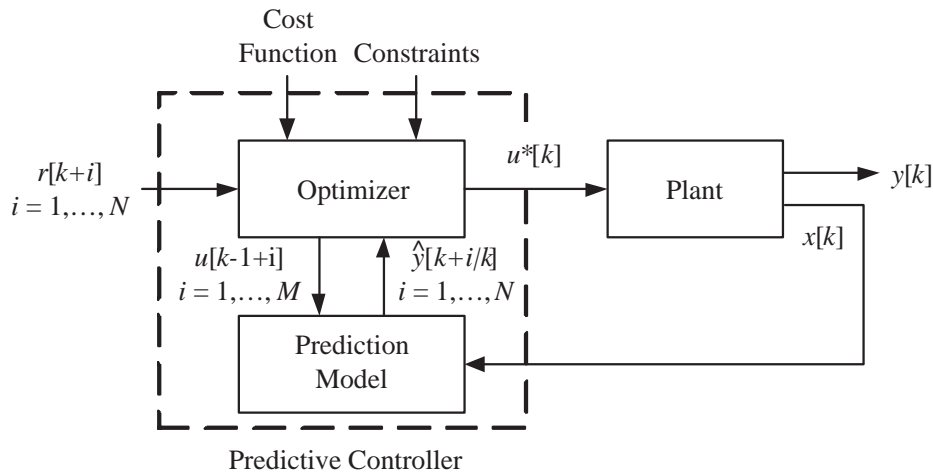 Cost
Function
Constraints
r[k+i]
i = 1,…, N
Optimizer
u*[k]
Plant
y[k]
x[k]
u[k-1+i]
i = 1,…, M
ŷ[k+i/k]
i = 1,…, N
Prediction
Model
Predictive Controller